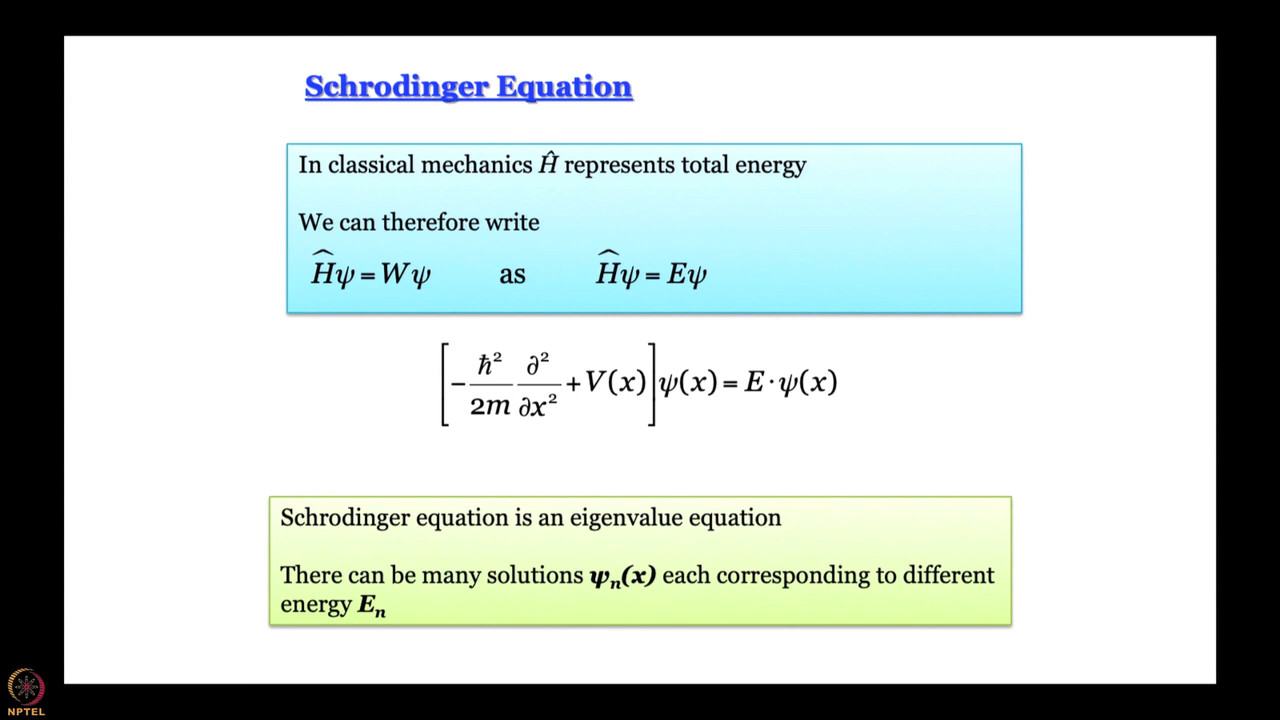 Schrodinger Equation
In classical mechanics Ĥ represents total energy
We can therefore write
Ĥψ = Wψ as Ĥψ = Eψ
[-ħ²/2m ∂²/∂x² + V(x)]ψ(x) = E·ψ(x)
Schrodinger equation is an eigenvalue equation
There can be many solutions ψₙ(x) each corresponding to different
energy Eₙ
NPTEL